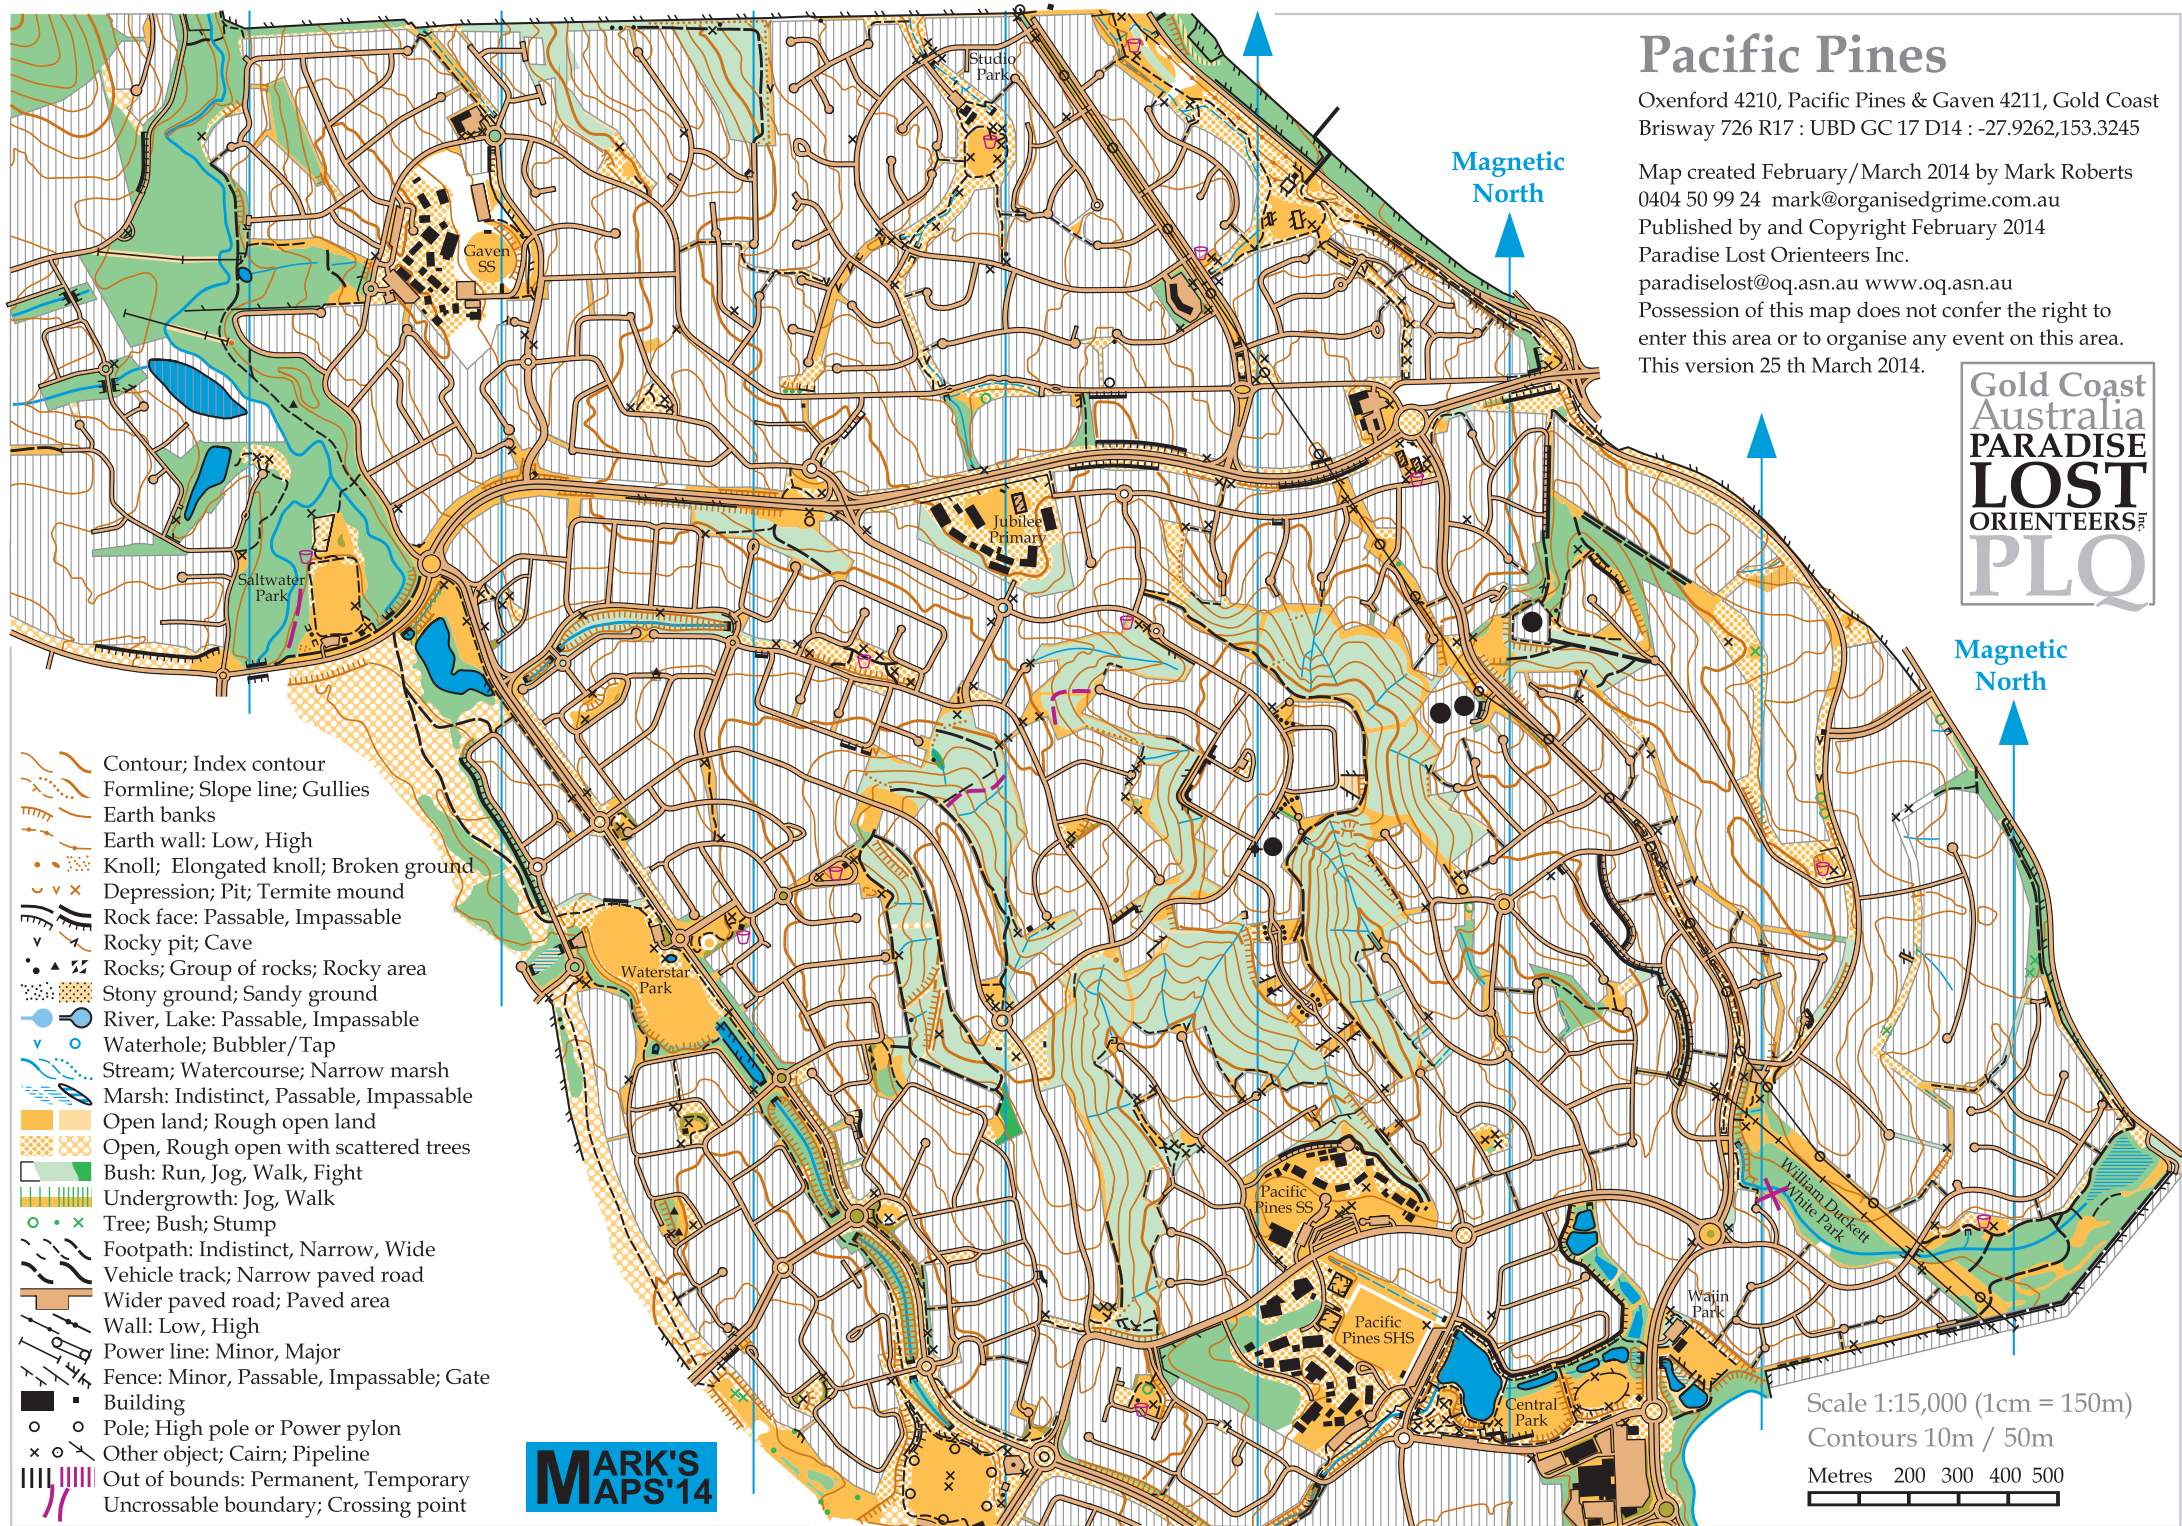 Pacific Pines
Oxenford 4210, Pacific Pines & Gaven 4211, Gold Coast
Brisway 726 R17 : UBD GC 17 D14 : -27.9262,153.3245
Map created February/March 2014 by Mark Roberts
0404 50 99 24 mark@organisedgrime.com.au
Published by and Copyright February 2014
Paradise Lost Orienteers Inc.
paradiselost@oq.asn.au www.oq.asn.au
Possession of this map does not confer the right to
enter this area or to organise any event on this area.
This version 25 th March 2014.
Magnetic
North
Gold Coast
Australia
PARADISE
LOST
ORIENTEERS Inc.
PLQ
Magnetic
North
Studio
Park
Gaven
SS
Jubilee
Primary
Saltwater
Park
Waterstar
Park
Pacific
Pines SS
Pacific
Pines SHS
William Duckett
White Park
Wajin
Park
Central
Park
Contour; Index contour
Formline; Slope line; Gullies
Earth banks
Earth wall: Low, High
Knoll; Elongated knoll; Broken ground
Depression; Pit; Termite mound
Rock face: Passable, Impassable
Rocky pit; Cave
Rocks; Group of rocks; Rocky area
Stony ground; Sandy ground
River, Lake: Passable, Impassable
Waterhole; Bubbler/Tap
Stream; Watercourse; Narrow marsh
Marsh: Indistinct, Passable, Impassable
Open land; Rough open land
Open, Rough open with scattered trees
Bush: Run, Jog, Walk, Fight
Undergrowth: Jog, Walk
Tree; Bush; Stump
Footpath: Indistinct, Narrow, Wide
Vehicle track; Narrow paved road
Wider paved road; Paved area
Wall: Low, High
Power line: Minor, Major
Fence: Minor, Passable, Impassable; Gate
Building
Pole; High pole or Power pylon
Other object; Cairn; Pipeline
Out of bounds: Permanent, Temporary
Uncrossable boundary; Crossing point
MARK'S
MAPS'14
Scale 1:15,000 (1cm = 150m)
Contours 10m / 50m
Metres 200 300 400 500